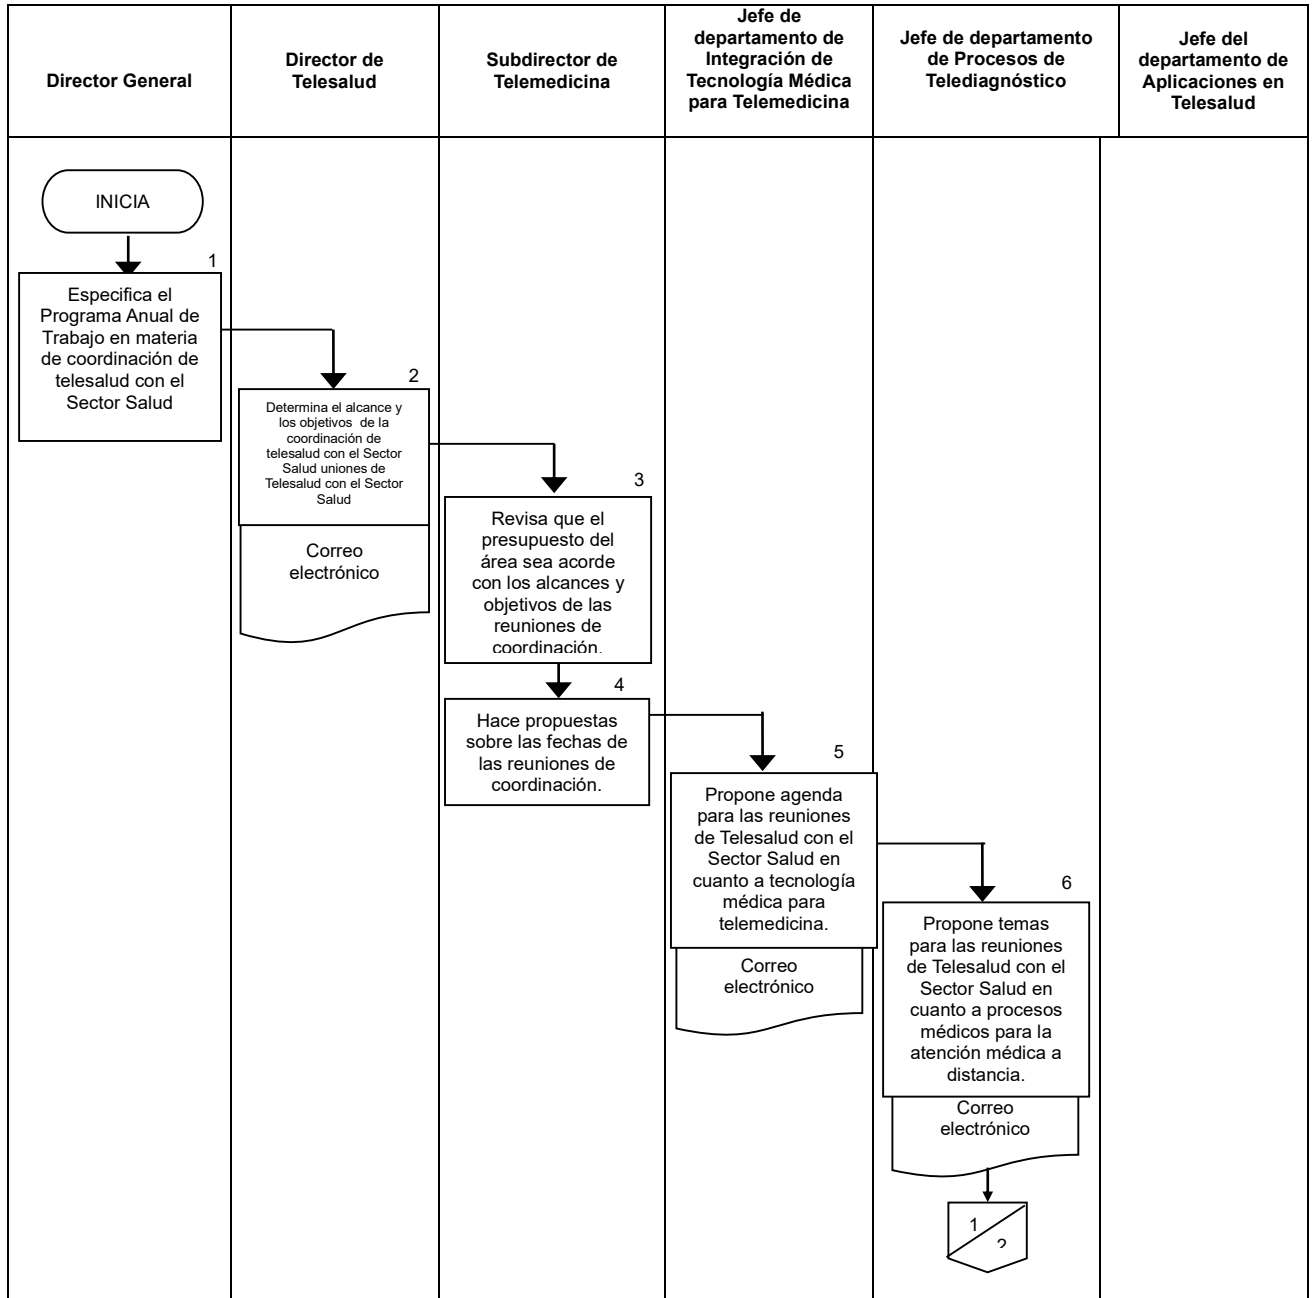 Director General
Director de
Telesalud
Subdirector de
Telemedicina
Jefe de
departamento de
Integración de
Tecnología Médica
para Telemedicina
Jefe de departamento
de Procesos de
Telediagnóstico
Jefe del
departamento de
Aplicaciones en
Telesalud
INICIA
1
Especifica el
Programa Anual de
Trabajo en materia
de coordinación de
telesalud con el
Sector Salud
2
Determina el alcance y
los objetivos de la
coordinación de
telesalud con el Sector
Salud uniones de
Telesalud con el Sector
Salud
Correo
electrónico
3
Revisa que el
presupuesto del
área sea acorde
con los alcances y
objetivos de las
reuniones de
coordinación.
4
Hace propuestas
sobre las fechas de
las reuniones de
coordinación.
5
Propone agenda
para las reuniones
de Telesalud con el
Sector Salud en
cuanto a tecnología
médica para
telemedicina.
Correo
electrónico
6
Propone temas
para las reuniones
de Telesalud con el
Sector Salud en
cuanto a procesos
médicos para la
atención médica a
distancia.
Correo
electrónico
1
2